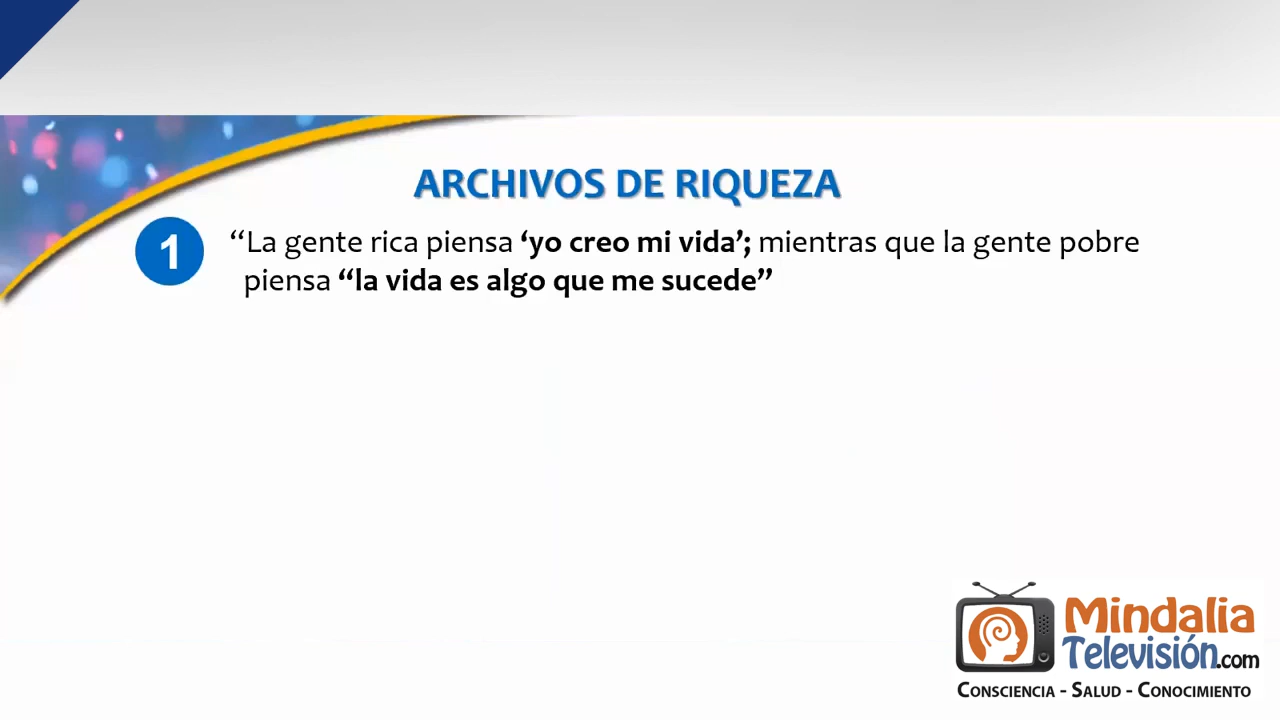 ARCHIVOS DE RIQUEZA
1 “La gente rica piensa ‘yo creo mi vida’; mientras que la gente pobre
piensa “la vida es algo que me sucede”
Mindalia
Televisión.com
Consciencia - Salud - Conocimiento